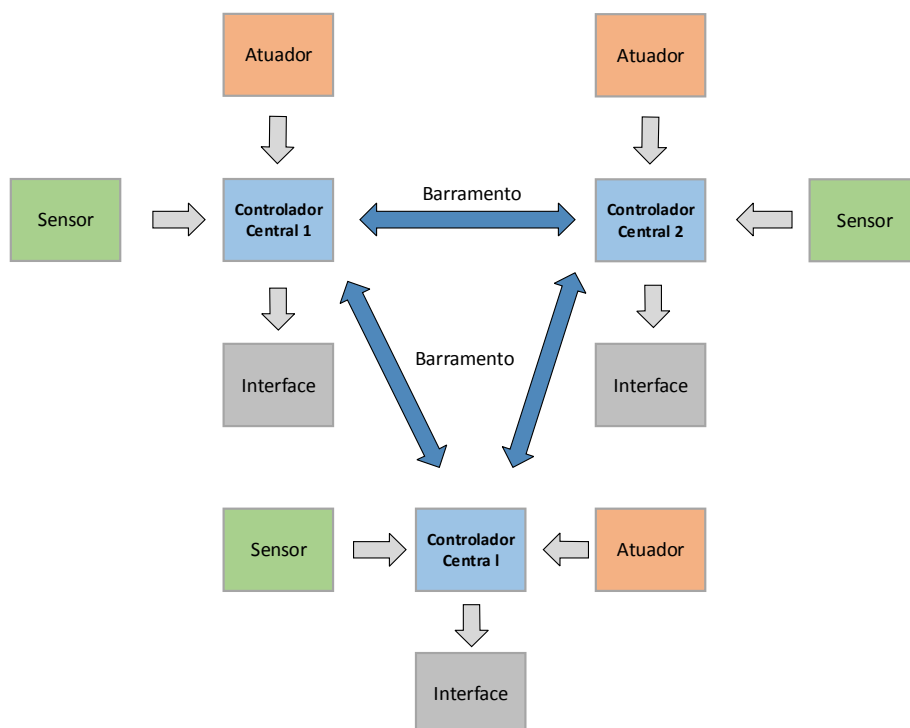 Atuador
Atuador
Sensor
Controlador
Central 1
Barramento
Controlador
Central 2
Sensor
Interface
Barramento
Interface
Sensor
Controlador
Centra l
Atuador
Interface